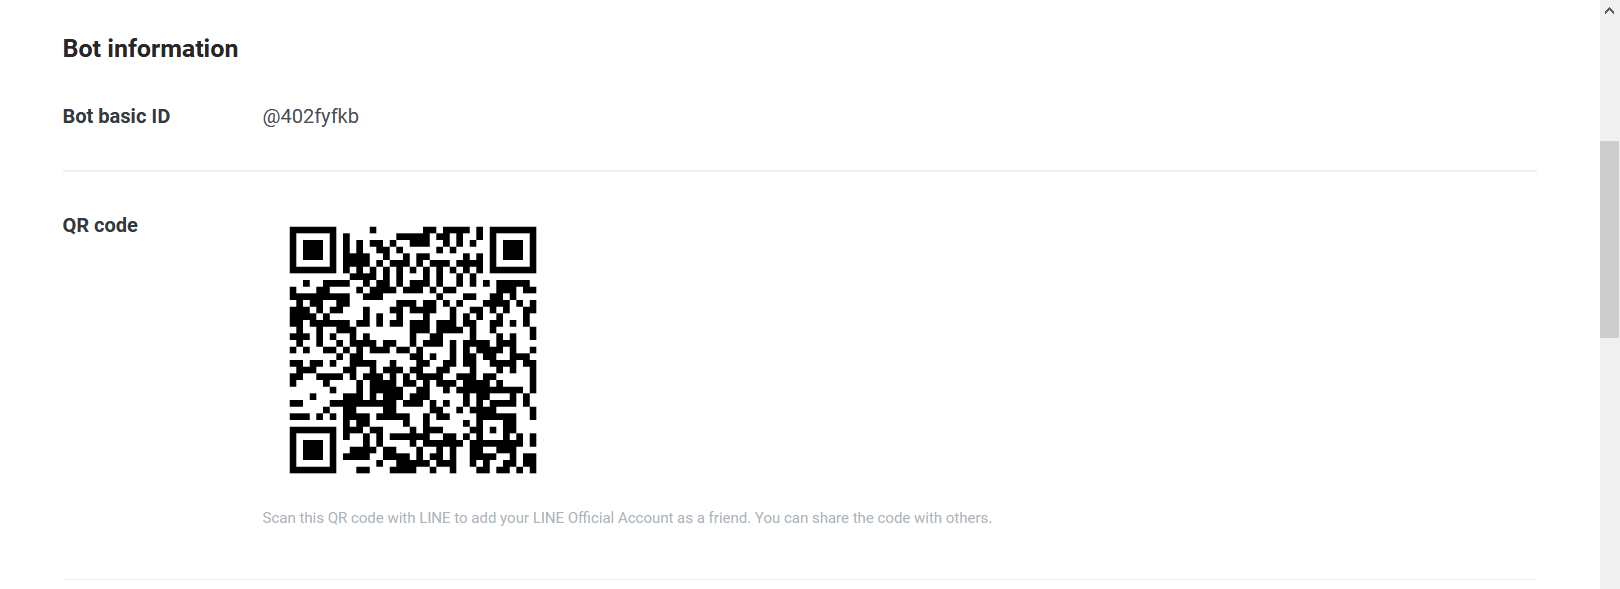 Bot information
Bot basic ID @402fyfkb
QR code
Scan this QR code with LINE to add your LINE Official Account as a friend. You can share the code with others.